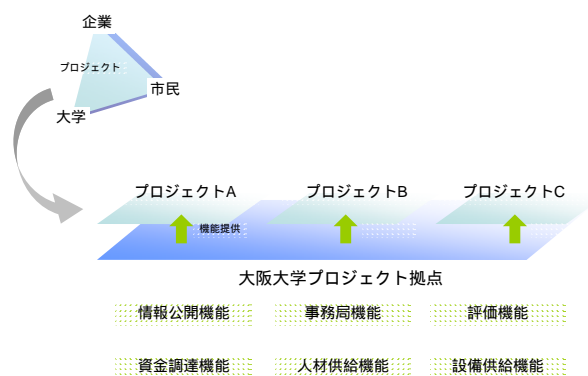 企業
プロジェクト
市民
大学
プロジェクトA
プロジェクトB
プロジェクトC
機能提供
大阪大学プロジェクト拠点
情報公開機能
事務局機能
評価機能
資金調達機能
人材供給機能
設備供給機能